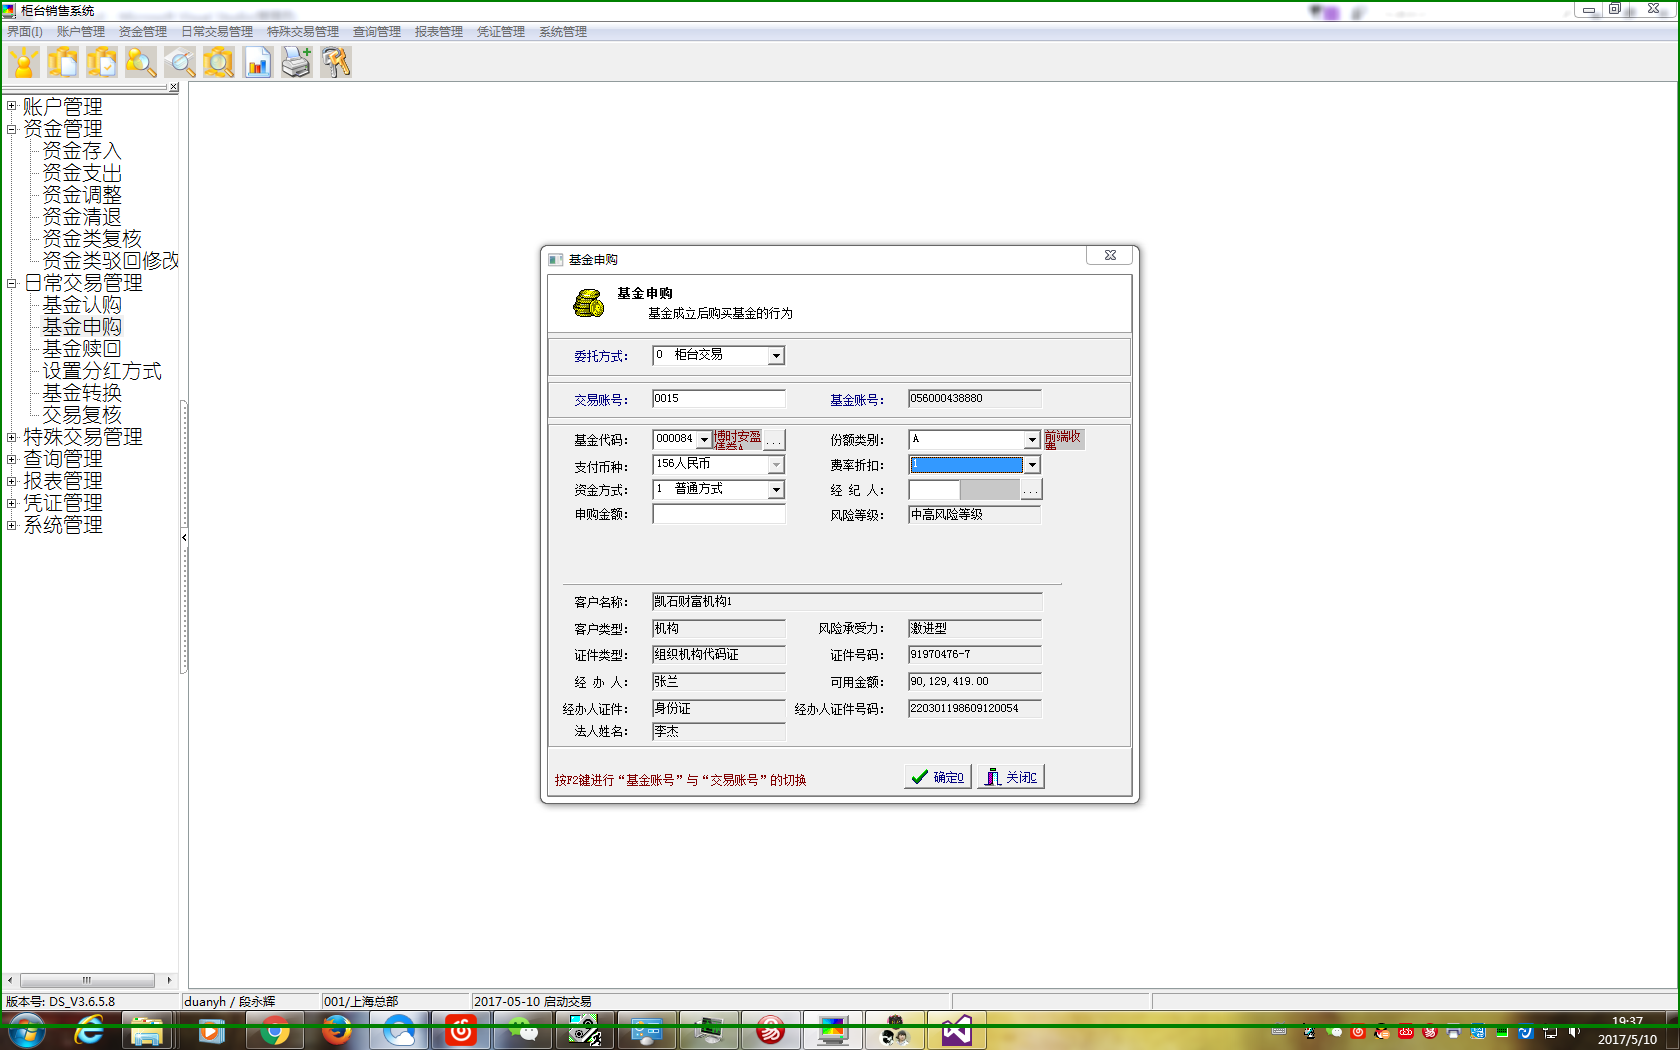 柜台销售系统
界面(I) 账户管理 资金管理 日常交易管理 特殊交易管理 查询管理 报表管理 凭证管理 系统管理
账户管理
资金管理
资金存入
资金支出
资金调整
资金清退
资金类复核
资金类驳回修改
日常交易管理
基金认购
基金申购
基金赎回
设置分红方式
基金转换
交易复核
特殊交易管理
查询管理
报表管理
凭证管理
系统管理
基金申购
基金申购
基金成立后购买基金的行为
委托方式: 0 柜台交易
交易账号: 0015 基金账号: 056000438880
基金代码: 000084 博时安盈 ... 份额类别: A 前端收费
支付币种: 156人民币 费率折扣: 1
资金方式: 1 普通方式 经 纪 人: ...
申购金额: 风险等级: 中高风险等级
客户名称: 凯石财富机构1
客户类型: 机构 风险承受力: 激进型
证件类型: 组织机构代码证 证件号码: 91970476-7
经 办 人: 张兰 可用金额: 90,129,419.00
经办人证件: 身份证 经办人证件号码: 220301198609120054
法人姓名: 李杰
按F2键进行“基金账号”与“交易账号”的切换 确定O 关闭C
版本号: DS_V3.6.5.8 duanyh / 段永辉 001/上海总部 2017-05-10 启动交易
19:37
2017/5/10